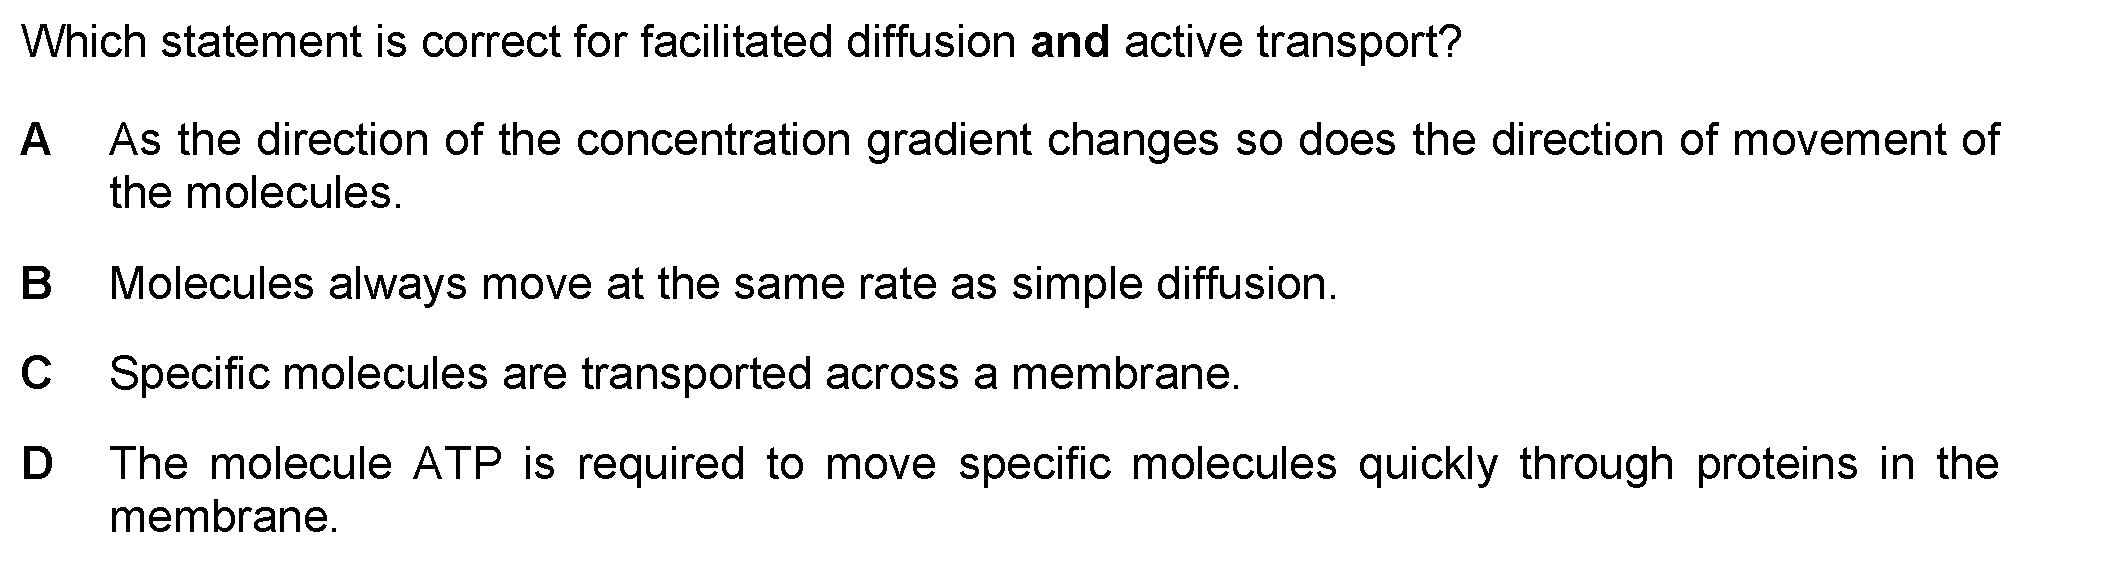 Which statement is correct for facilitated diffusion and active transport?
A As the direction of the concentration gradient changes so does the direction of movement of
the molecules.
B Molecules always move at the same rate as simple diffusion.
C Specific molecules are transported across a membrane.
D The molecule ATP is required to move specific molecules quickly through proteins in the
membrane.